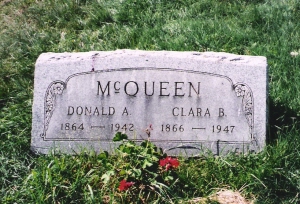 McQUEEN
DONALD A. CLARA B.
1864 — 1942 1866 — 1947